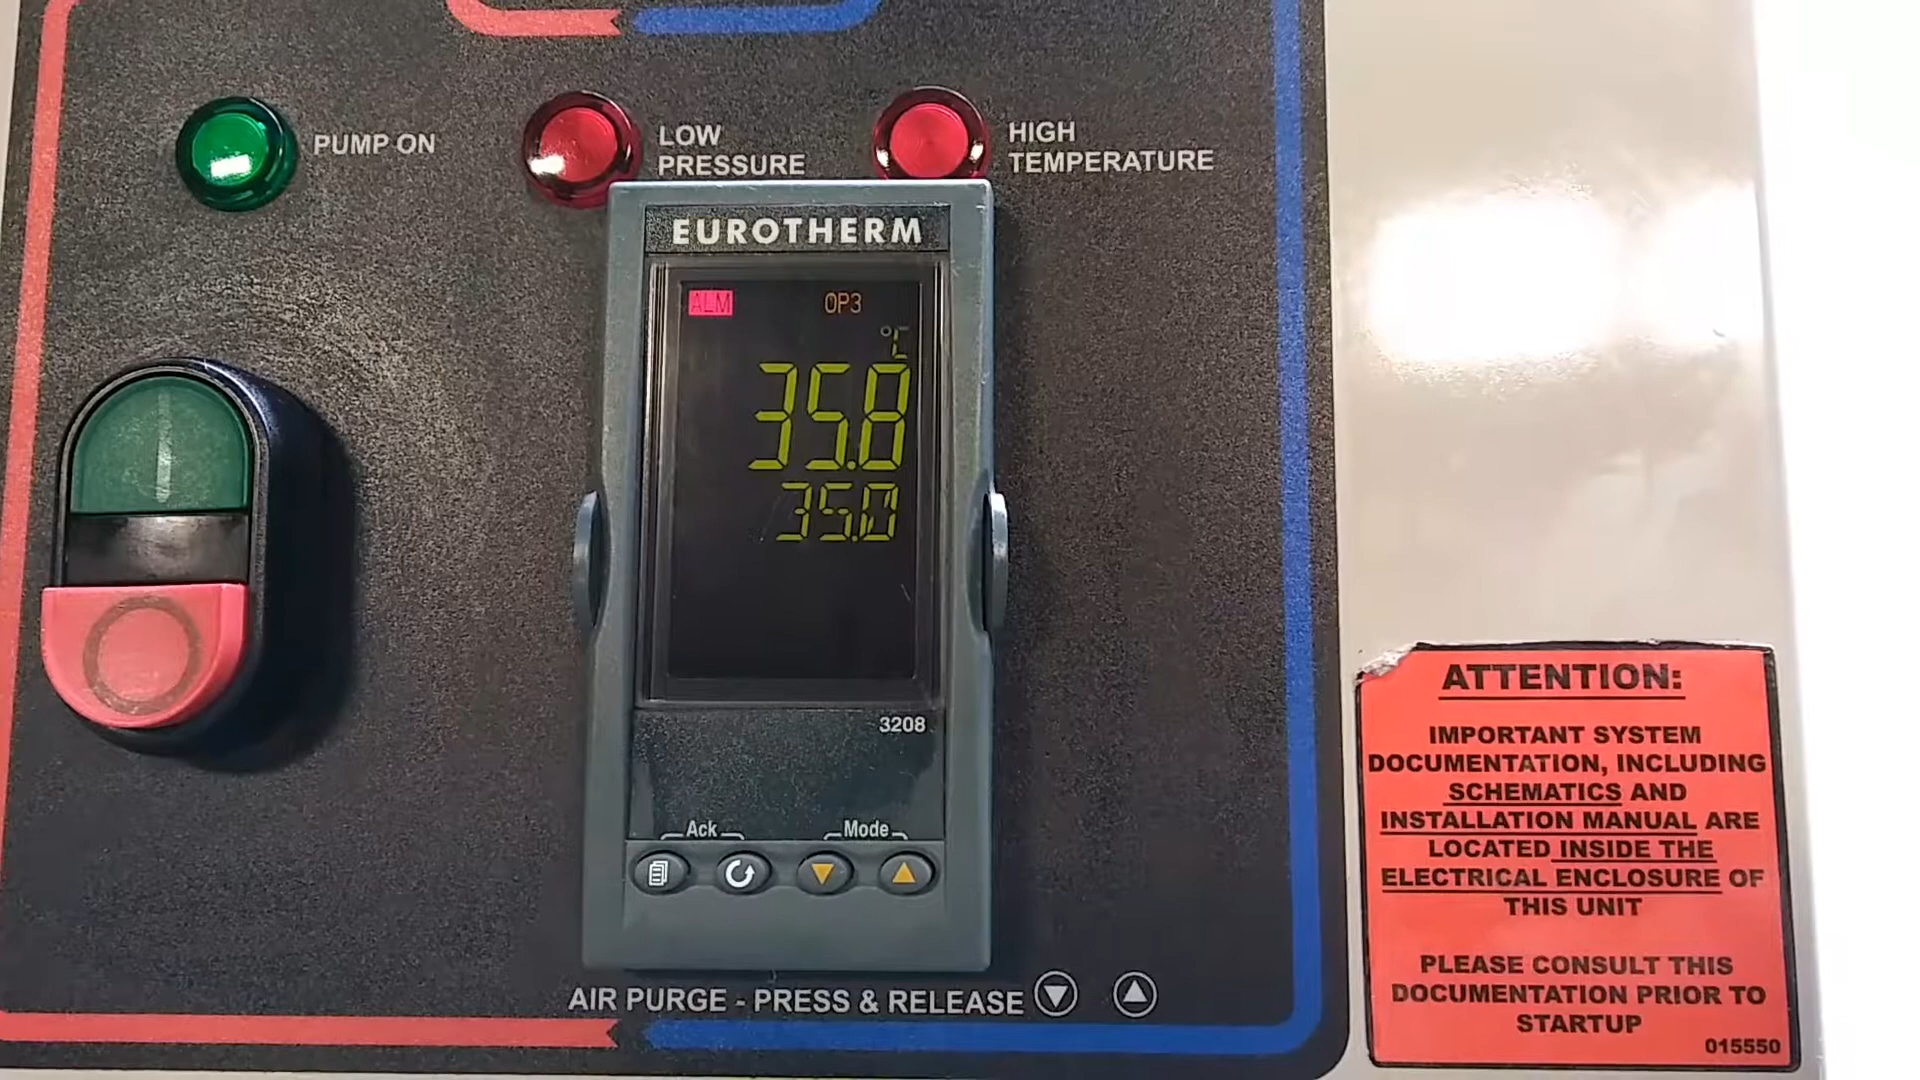 PUMP ON
LOW
PRESSURE
HIGH
TEMPERATURE
EUROTHERM
ALM OP3
°C
35.8
35.0
3208
Ack Mode
AIR PURGE - PRESS & RELEASE
ATTENTION:
IMPORTANT SYSTEM
DOCUMENTATION, INCLUDING
SCHEMATICS AND
INSTALLATION MANUAL ARE
LOCATED INSIDE THE
ELECTRICAL ENCLOSURE OF
THIS UNIT
PLEASE CONSULT THIS
DOCUMENTATION PRIOR TO
STARTUP
015550